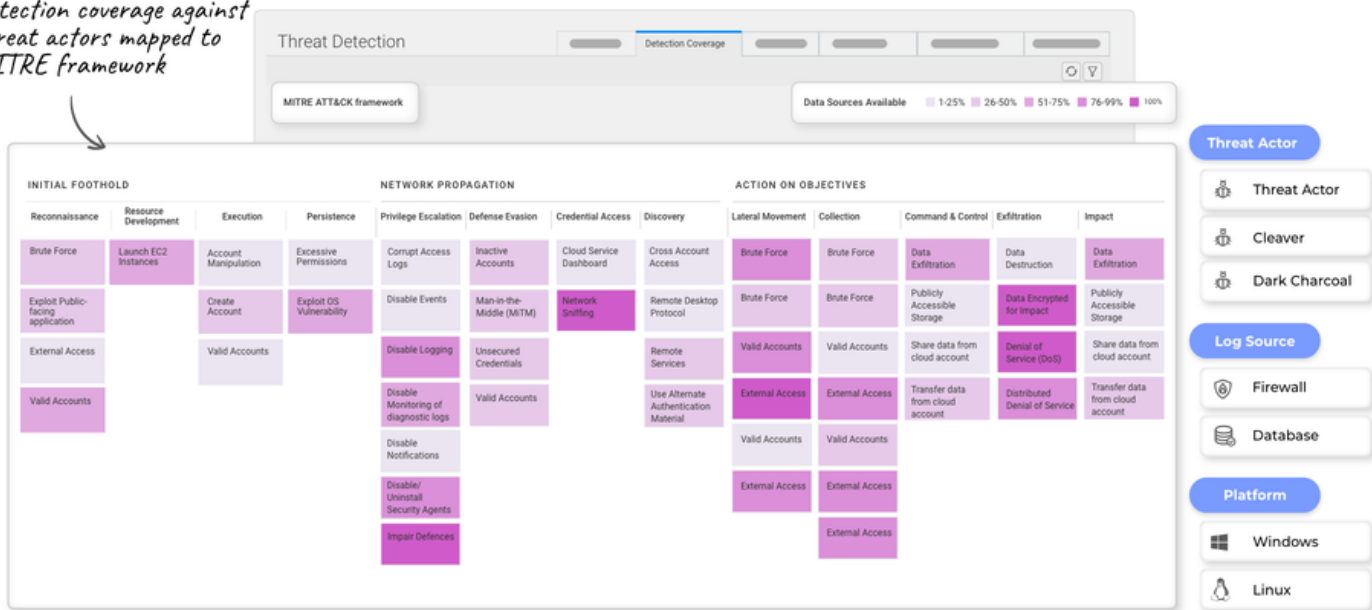 tection coverage against
reat actors mapped to
ITRE framework
Threat Detection
Detection Coverage
MITRE ATT&CK framework
Data Sources Available
1-25%
26-50%
51-75%
76-99%
100%
INITIAL FOOTHOLD
Reconnaissance
Brute Force
Exploit Public-
facing
application
External Access
Valid Accounts
Resource
Development
Launch EC2
Instances
Execution
Account
Manipulation
Create
Account
Valid Accounts
Persistence
Excessive
Permissions
Exploit OS
Vulnerability
NETWORK PROPAGATION
Privilege Escalation
Corrupt Access
Logs
Disable Events
Disable Logging
Disable
Monitoring of
diagnostic logs
Disable
Notifications
Disable/
Uninstall
Security Agents
Impair Defences
Defense Evasion
Inactive
Accounts
Man-in-the-
Middle (MiTM)
Unsecured
Credentials
Valid Accounts
Credential Access
Cloud Service
Dashboard
Network
Sniffing
Discovery
Cross Account
Access
Remote Desktop
Protocol
Remote
Services
Use Alternate
Authentication
Material
ACTION ON OBJECTIVES
Lateral Movement
Brute Force
Brute Force
Valid Accounts
External Access
Valid Accounts
External Access
Collection
Brute Force
Brute Force
Valid Accounts
External Access
Valid Accounts
External Access
External Access
Command & Control
Data
Exfiltration
Publicly
Accessible
Storage
Share data from
cloud account
Transfer data
from cloud
account
Exfiltration
Data
Destruction
Data Encrypted
for Impact
Denial of
Service (DoS)
Distributed
Denial of Service
Impact
Data
Exfiltration
Publicly
Accessible
Storage
Share data from
cloud account
Transfer data
from cloud
account
Threat Actor
Threat Actor
Cleaver
Dark Charcoal
Log Source
Firewall
Database
Platform
Windows
Linux